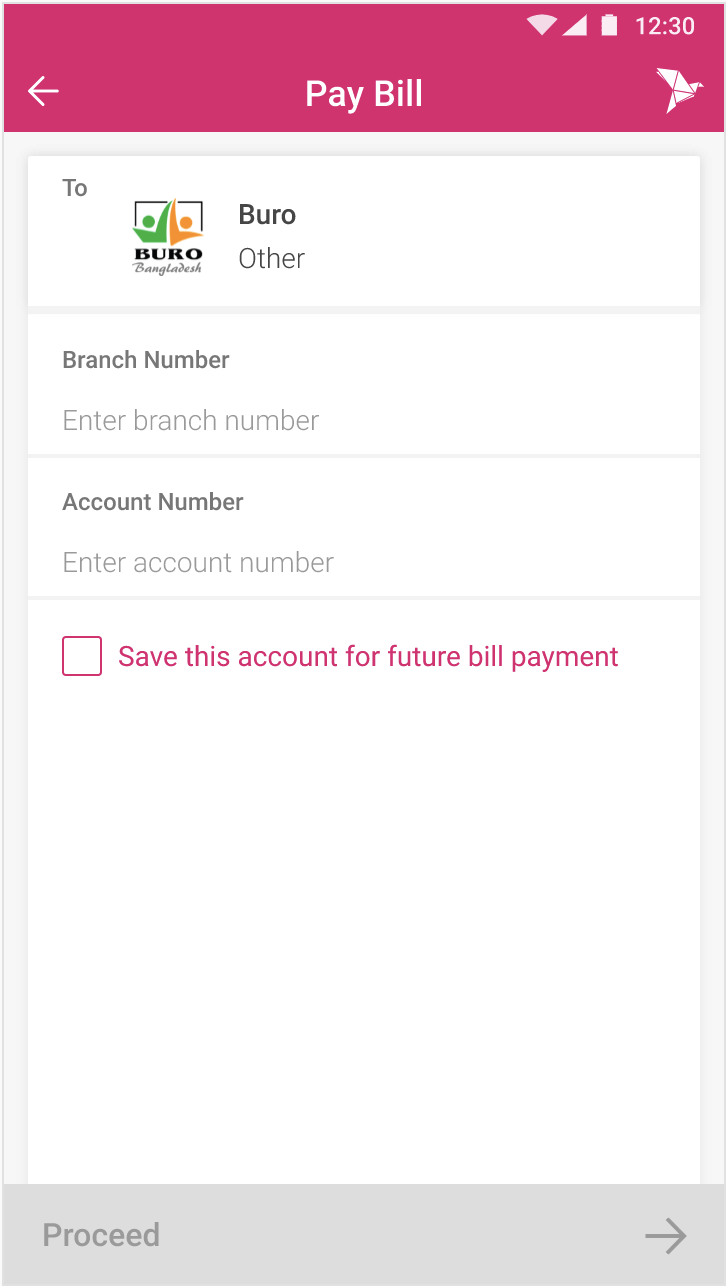 12:30
Pay Bill
To
BURO
Bangladesh
Buro
Other
Branch Number
Enter branch number
Account Number
Enter account number
Save this account for future bill payment
Proceed